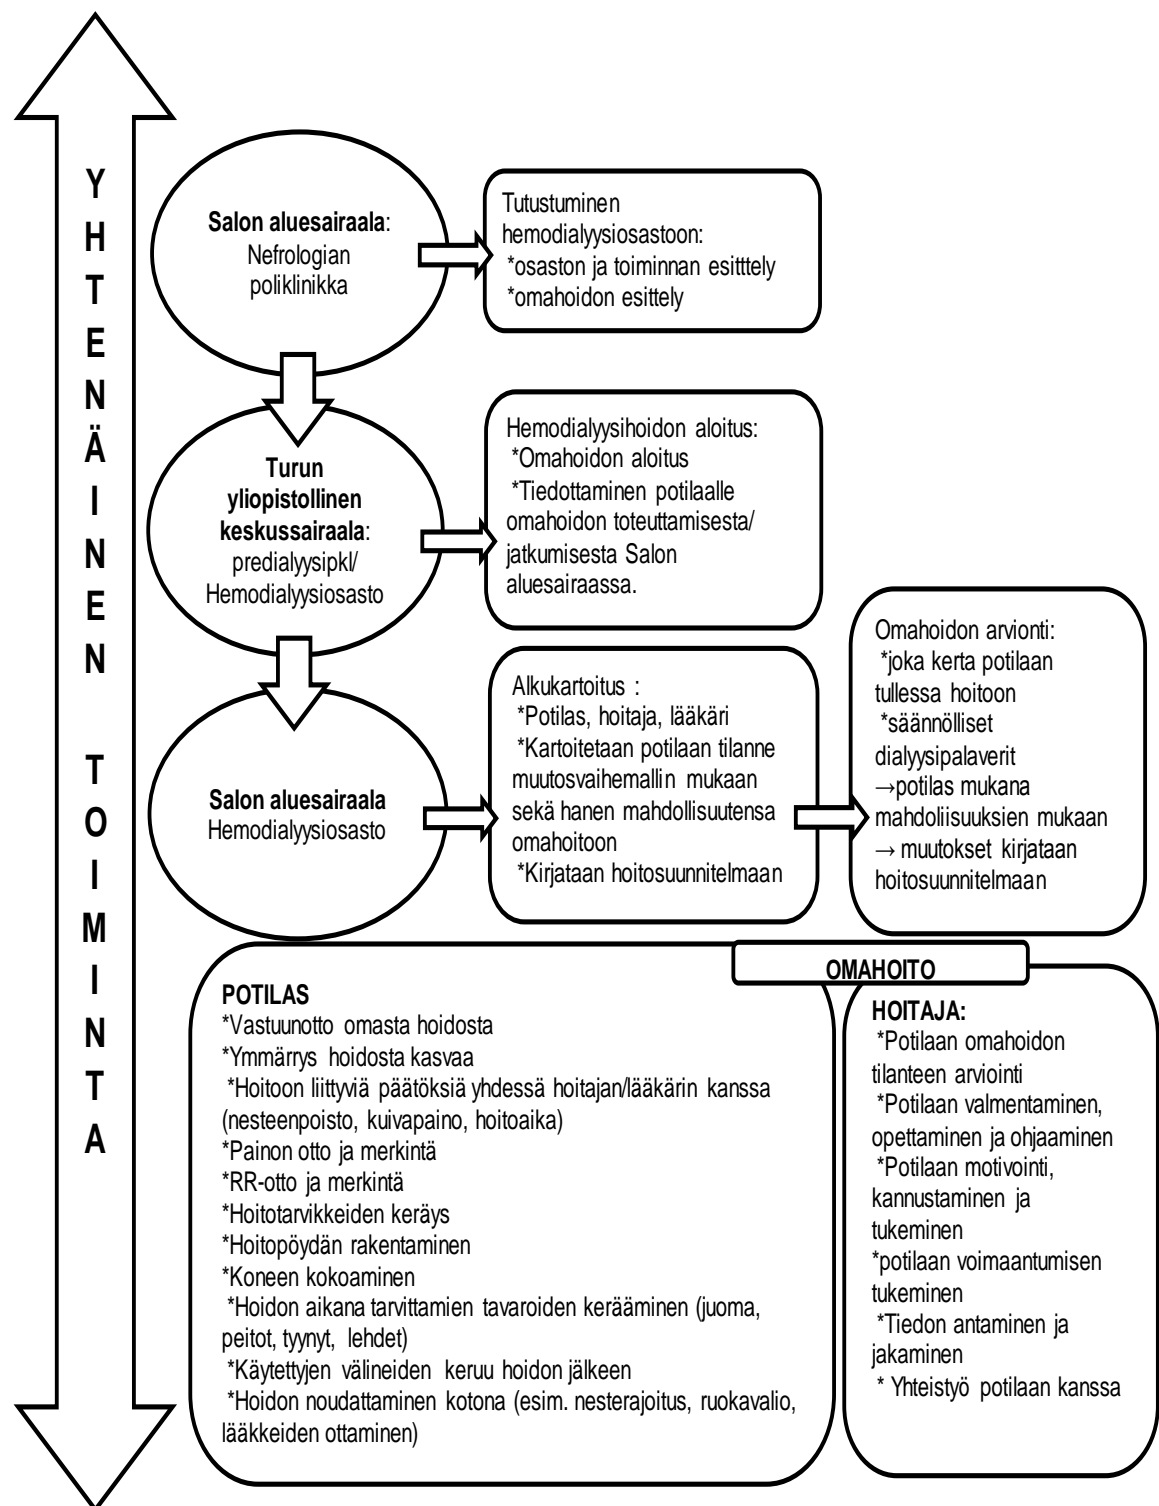 YHTENÄINEN TOIMINTA
Salon aluesairaala:
Nefrologian
poliklinikka
Tutustuminen
hemodialyysiosastoon:
*osaston ja toiminnan esitttely
*omahoidon esittely
Turun
yliopistollinen
keskussairaala:
predialyysipkl/
Hemodialyysiosasto
Hemodialyysihoidon aloitus:
*Omahoidon aloitus
*Tiedottaminen potilaalle
omahoidon toteuttamisesta/
jatkumisesta Salon
aluesairaassa.
Salon aluesairaala
Hemodialyysiosasto
Alkukartoitus :
*Potilas, hoitaja, lääkäri
*Kartoitetaan potilaan tilanne
muutosvaihemallin mukaan
sekä hanen mahdollisuutensa
omahoitoon
*Kirjataan hoitosuunnitelmaan
Omahoidon arvionti:
*joka kerta potilaan
tullessa hoitoon
*säännölliset
dialyysipalaverit
→potilas mukana
mahdoliisuuksien mukaan
→ muutokset kirjataan
hoitosuunnitelmaan
OMAHOITO
POTILAS
*Vastuunotto omasta hoidosta
*Ymmärrys hoidosta kasvaa
*Hoitoon liittyviä päätöksiä yhdessä hoitajan/lääkärin kanssa
(nesteenpoisto, kuivapaino, hoitoaika)
*Painon otto ja merkintä
*RR-otto ja merkintä
*Hoitotarvikkeiden keräys
*Hoitopöydän rakentaminen
*Koneen kokoaminen
*Hoidon aikana tarvittamien tavaroiden kerääminen (juoma,
peitot, tyynyt, lehdet)
*Käytettyjen välineiden keruu hoidon jälkeen
*Hoidon noudattaminen kotona (esim. nesterajoitus, ruokavalio,
lääkkeiden ottaminen)
HOITAJA:
*Potilaan omahoidon
tilanteen arviointi
*Potilaan valmentaminen,
opettaminen ja ohjaaminen
*Potilaan motivointi,
kannustaminen ja
tukeminen
*potilaan voimaantumisen
tukeminen
*Tiedon antaminen ja
jakaminen
* Yhteistyö potilaan kanssa